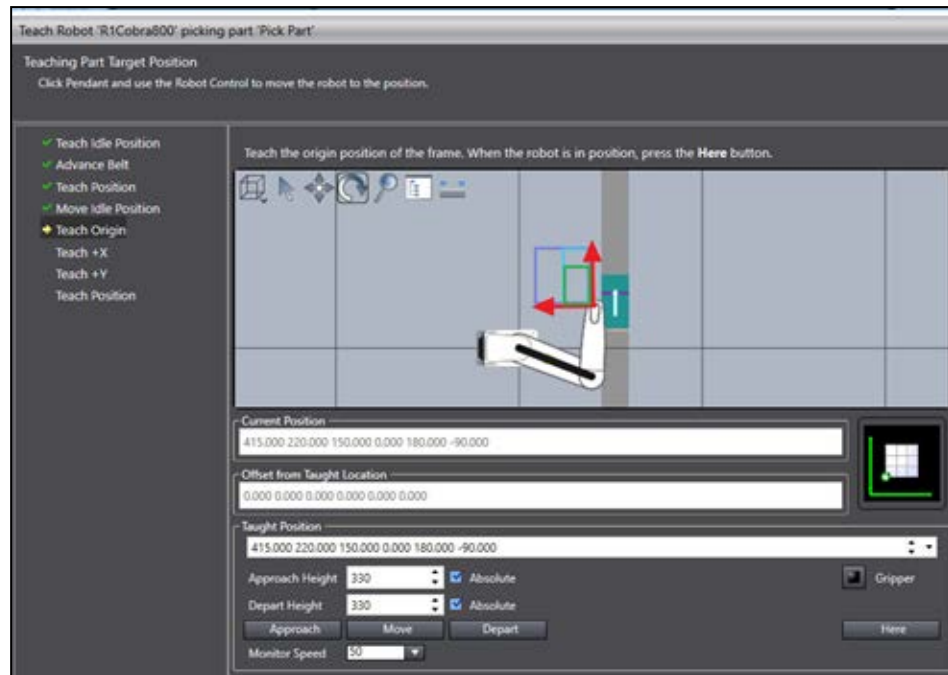 Teach Robot 'R1Cobra800' picking part 'Pick Part'
Teaching Part Target Position
Click Pendant and use the Robot Control to move the robot to the position.
Teach Idle Position
Advance Belt
Teach Position
Move Idle Position
Teach Origin
Teach +X
Teach +Y
Teach Position
Teach the origin position of the frame. When the robot is in position, press the Here button.
Current Position
415.000 220.000 150.000 0.000 180.000 -90.000
Offset from Taught Location
0.000 0.000 0.000 0.000 0.000 0.000
Taught Position
415.000 220.000 150.000 0.000 180.000 -90.000
Approach Height 330 Absolute Gripper
Depart Height 330 Absolute
Approach Move Depart Here
Monitor Speed 50